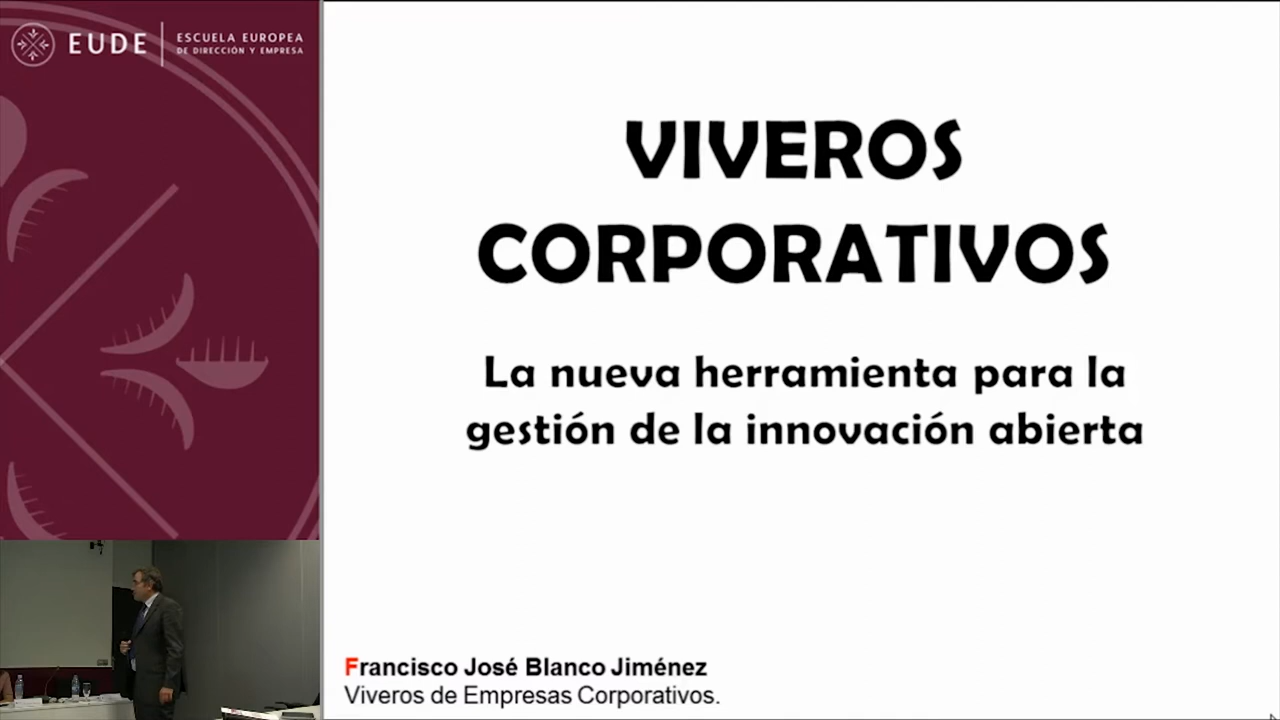 EUDE
ESCUELA EUROPEA
DE DIRECCIÓN Y EMPRESA
VIVEROS
CORPORATIVOS
La nueva herramienta para la
gestión de la innovación abierta
Francisco José Blanco Jiménez
Viveros de Empresas Corporativos.